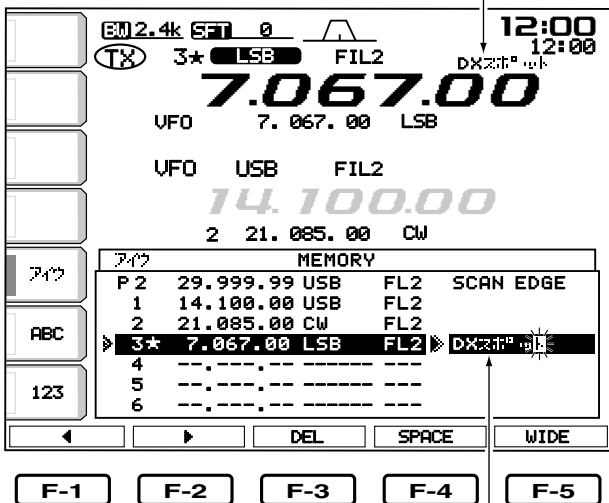 BW 2.4k SFT 0 12:00
12:00
TX 3★ LSB FIL2 DXスポット
7.067.00
VFO 7.067.00 LSB
VFO USB FIL2
14.100.00
2 21.085.00 CW
アイウ
ABC
123
アイウ MEMORY
P2 29.999.99 USB FL2 SCAN EDGE
1 14.100.00 USB FL2
2 21.085.00 CW FL2
3★ 7.067.00 LSB FL2 DXスポット
4 --.---.-- --- ---
5 --.---.-- --- ---
6 --.---.-- --- ---
◀ ▶ DEL SPACE WIDE
F-1 F-2 F-3 F-4 F-5